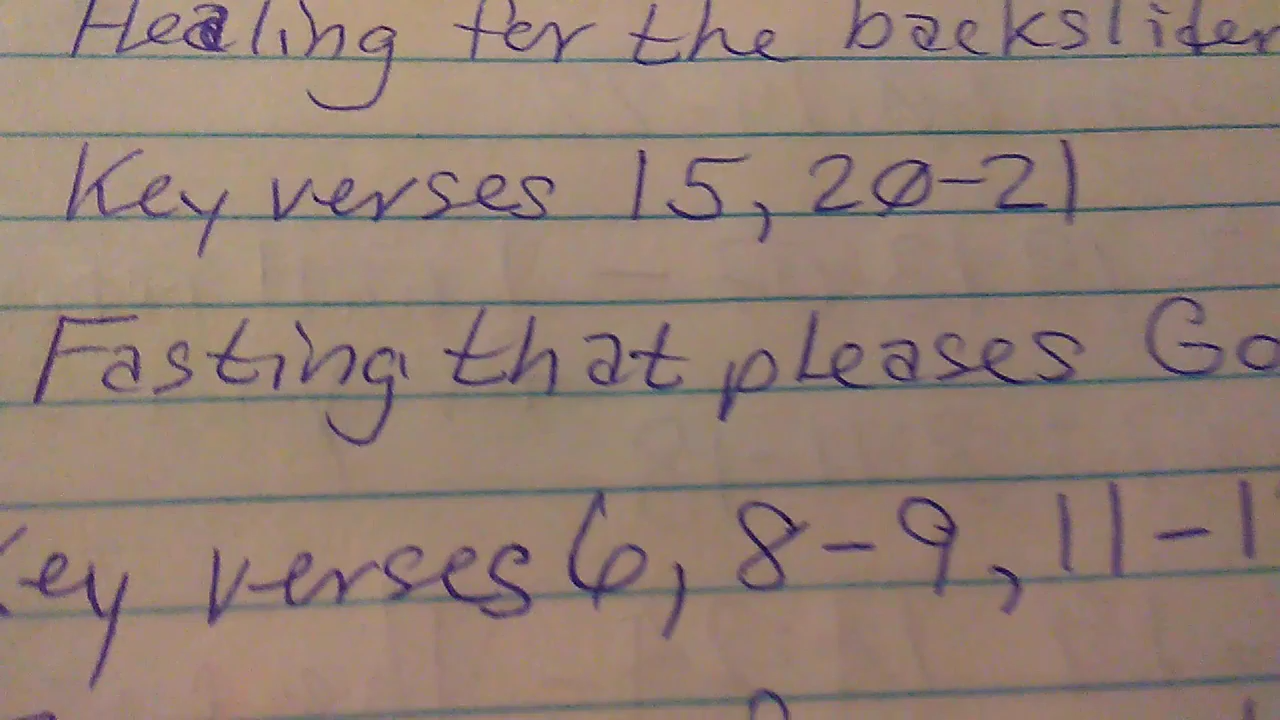 Healing for the backslider
Key verses 15, 20-21
Fasting that pleases Go
Key verses 6, 8-9, 11-1